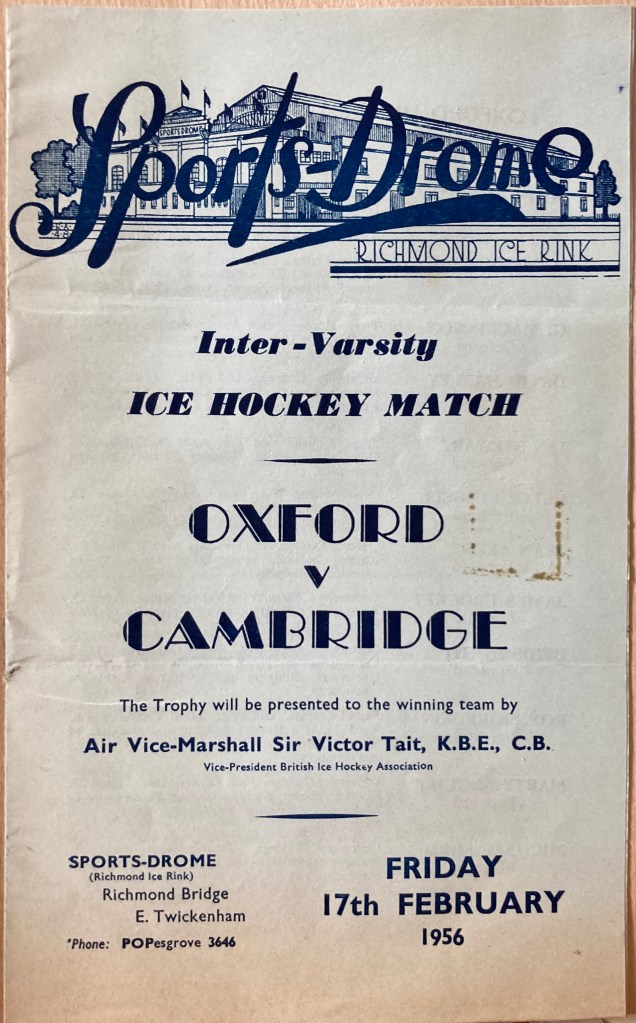 SPORTS DROME
Sports-Drome
RICHMOND ICE RINK
Inter-Varsity
ICE HOCKEY MATCH
OXFORD
v
CAMBRIDGE
The Trophy will be presented to the winning team by
Air Vice-Marshall Sir Victor Tait, K.B.E., C.B.
Vice-President British Ice Hockey Association
SPORTS-DROME
(Richmond Ice Rink)
Richmond Bridge
E. Twickenham
'Phone: POPesgrove 3646
FRIDAY
17th FEBRUARY
1956